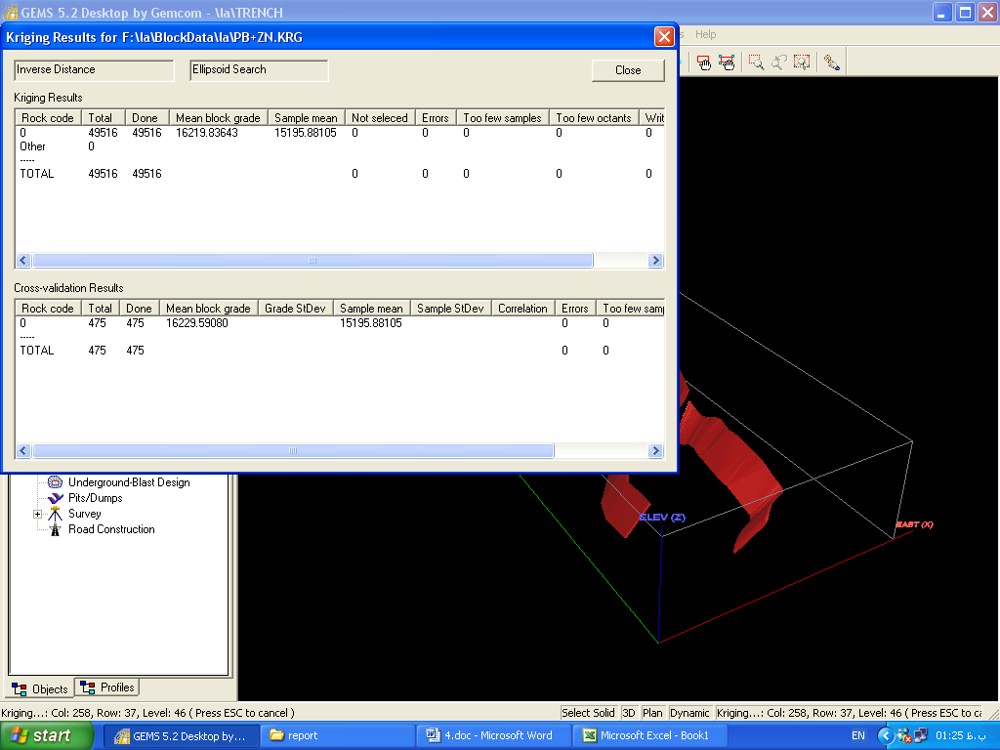 GEMS 5.2 Desktop by Gemcom - \la\TRENCH
Help
Kriging Results for F:\la\BlockData\la\PB+ZN.KRG
Inverse Distance Ellipsoid Search Close
Kriging Results
Rock code Total Done Mean block grade Sample mean Not seleced Errors Too few samples Too few octants Writ
0 49516 49516 16219.83643 15195.88105 0 0 0 0 0
Other 0
-----
TOTAL 49516 49516 0 0 0 0 0
Cross-validation Results
Rock code Total Done Mean block grade Grade StDev Sample mean Sample StDev Correlation Errors Too few samp
0 475 475 16229.59080 15195.88105 0 0
-----
TOTAL 475 475 0 0
Underground-Blast Design
Pits/Dumps
Survey
Road Construction
ELEV (Z)
EAST (X)
Objects Profiles
Kriging...: Col: 258, Row: 37, Level: 46 ( Press ESC to cancel ) Select Solid 3D Plan Dynamic Kriging...: Col: 258, Row: 37, Level: 46 ( Press ESC to ca
start GEMS 5.2 Desktop by... report 4.doc - Microsoft Word Microsoft Excel - Book1 EN 01:25 ب.ظ